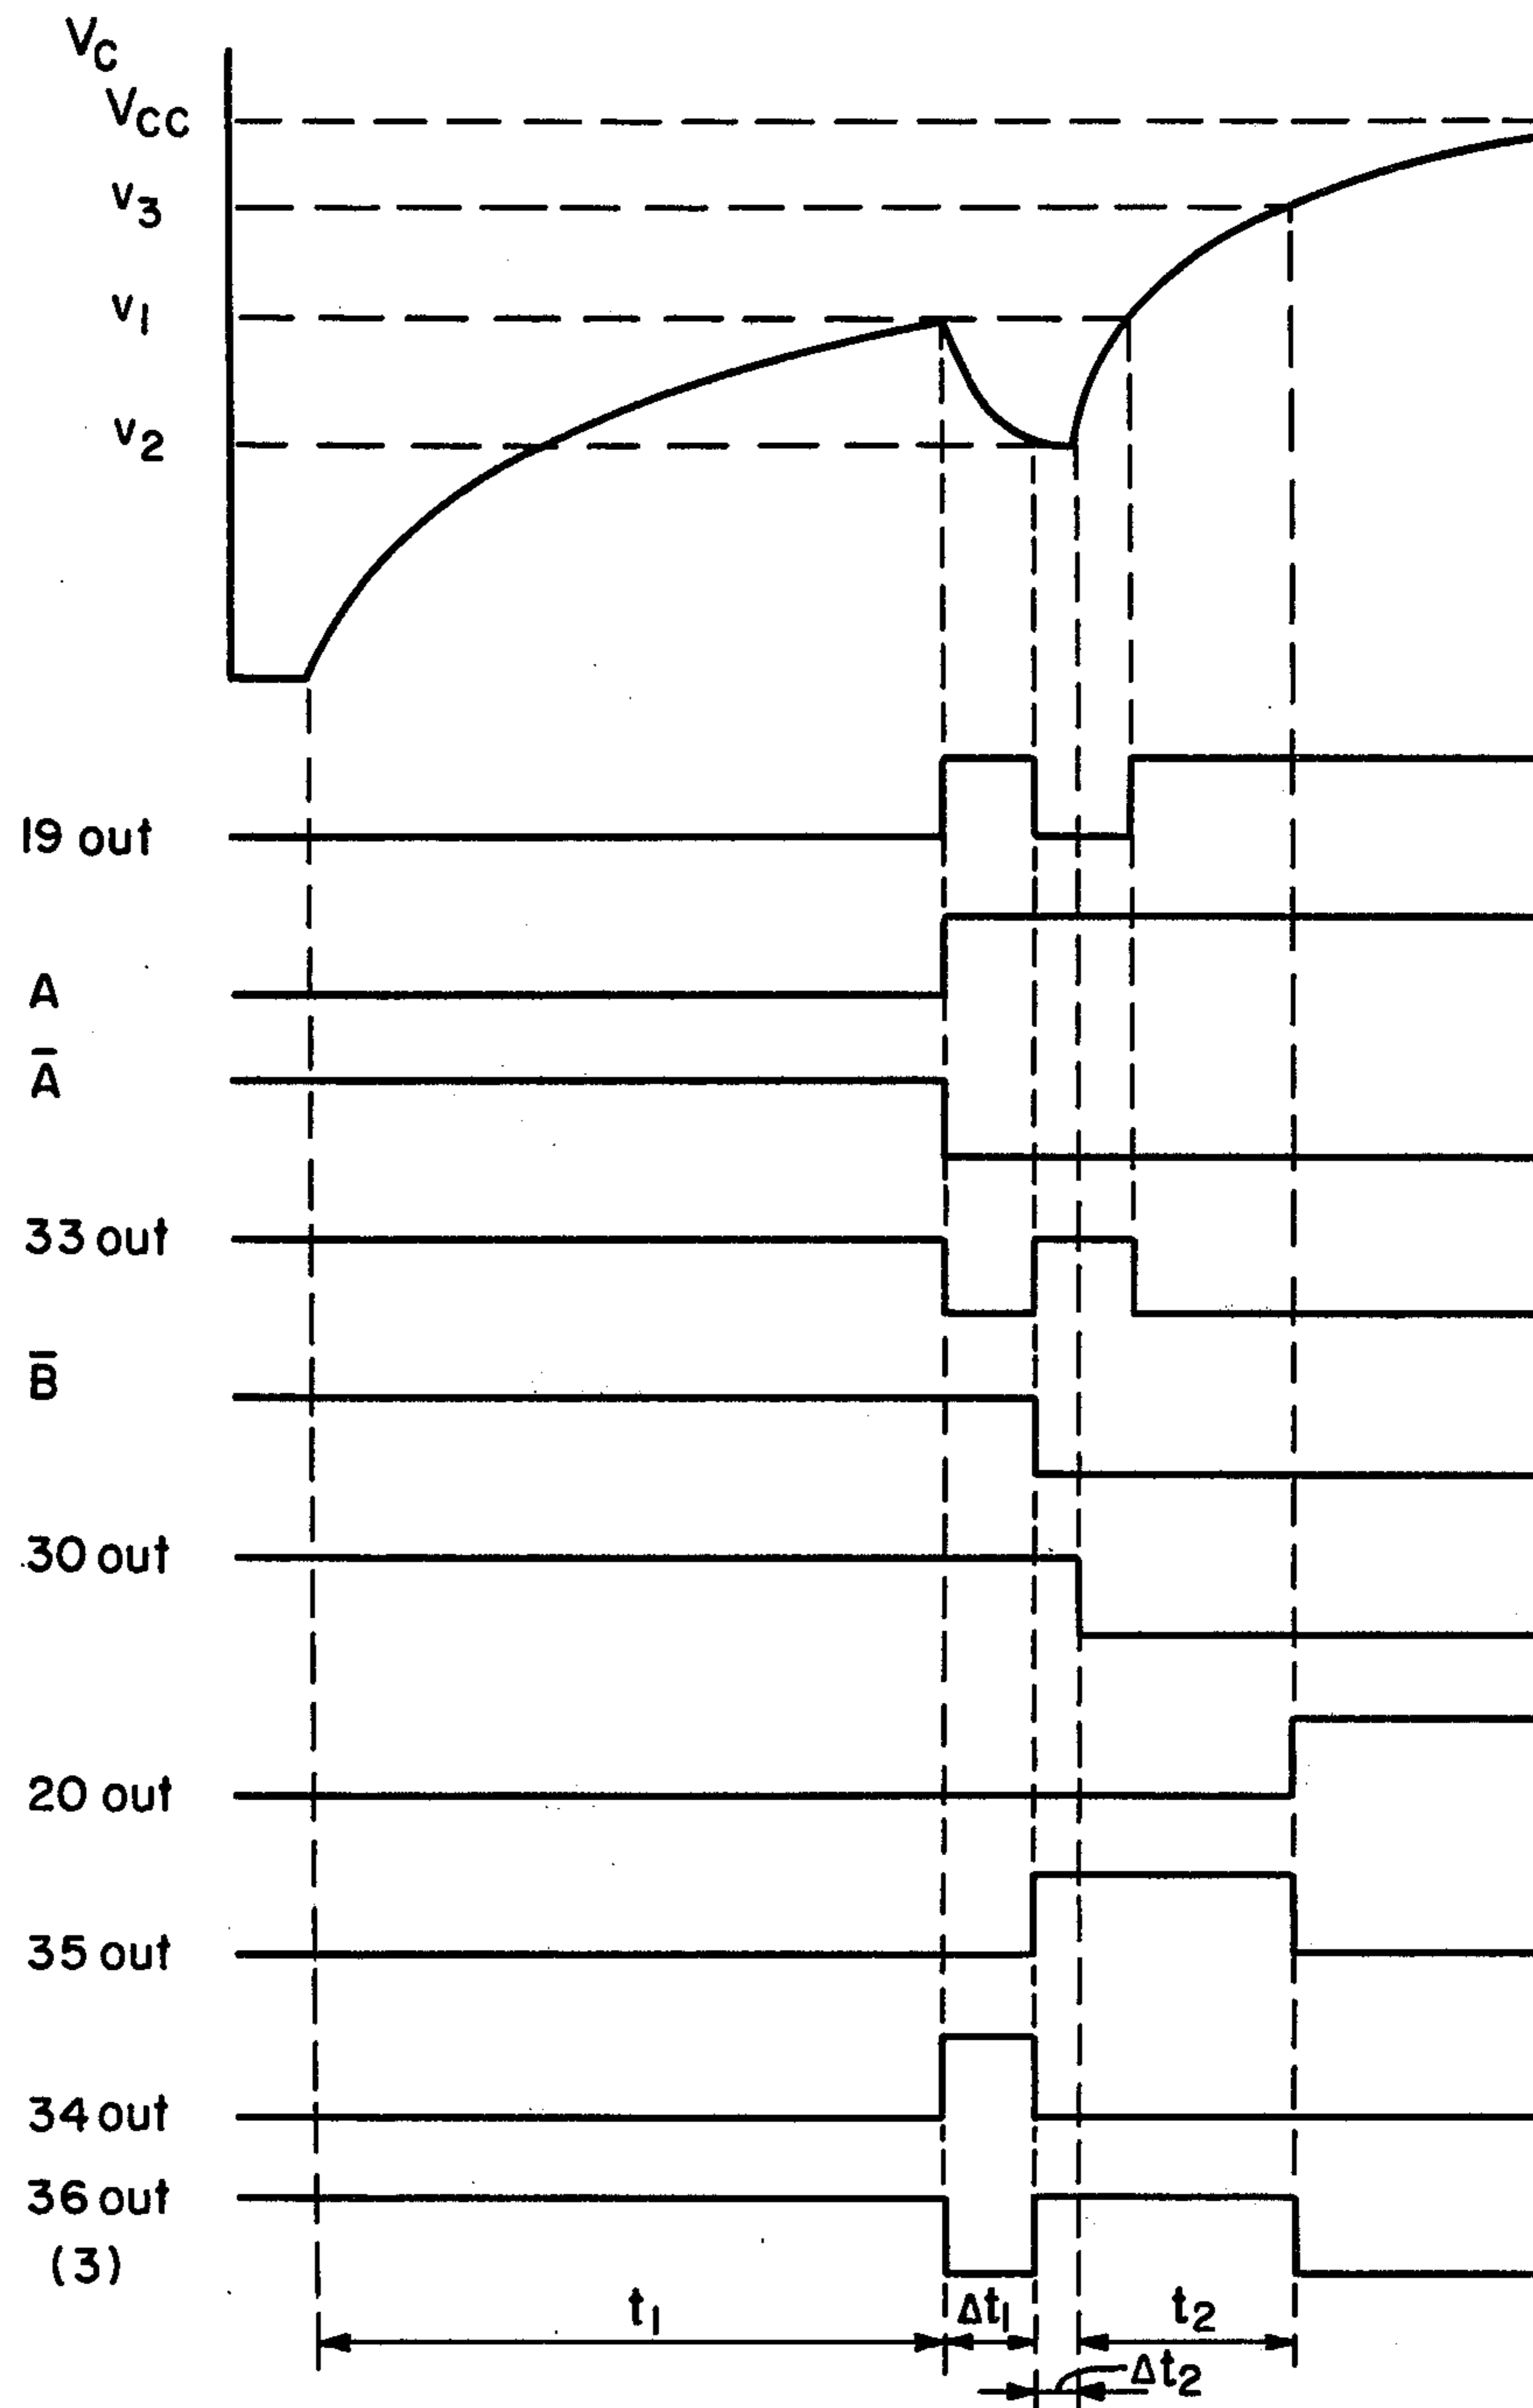 VC
VCC
v3
v1
v2
19 out
A
Ā
33 out
B̄
30 out
20 out
35 out
34 out
36 out
(3)
t1 Δt1 t2
Δt2